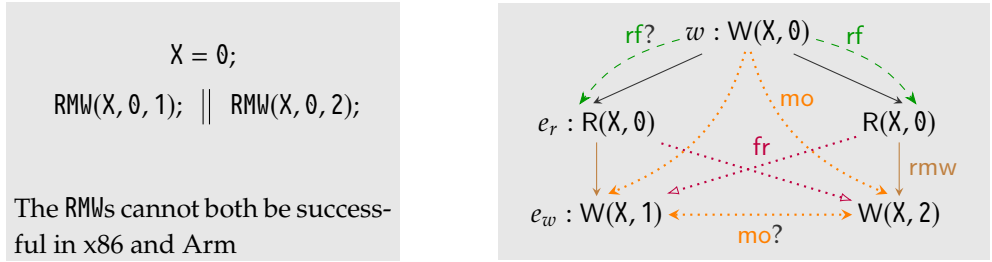 X = 0;
RMW(X, 0, 1); || RMW(X, 0, 2);
The RMWs cannot both be success-
ful in x86 and Arm
rf? w : W(X, 0) rf
mo
e_r : R(X, 0) R(X, 0)
fr
rmw
e_w : W(X, 1) W(X, 2)
mo?